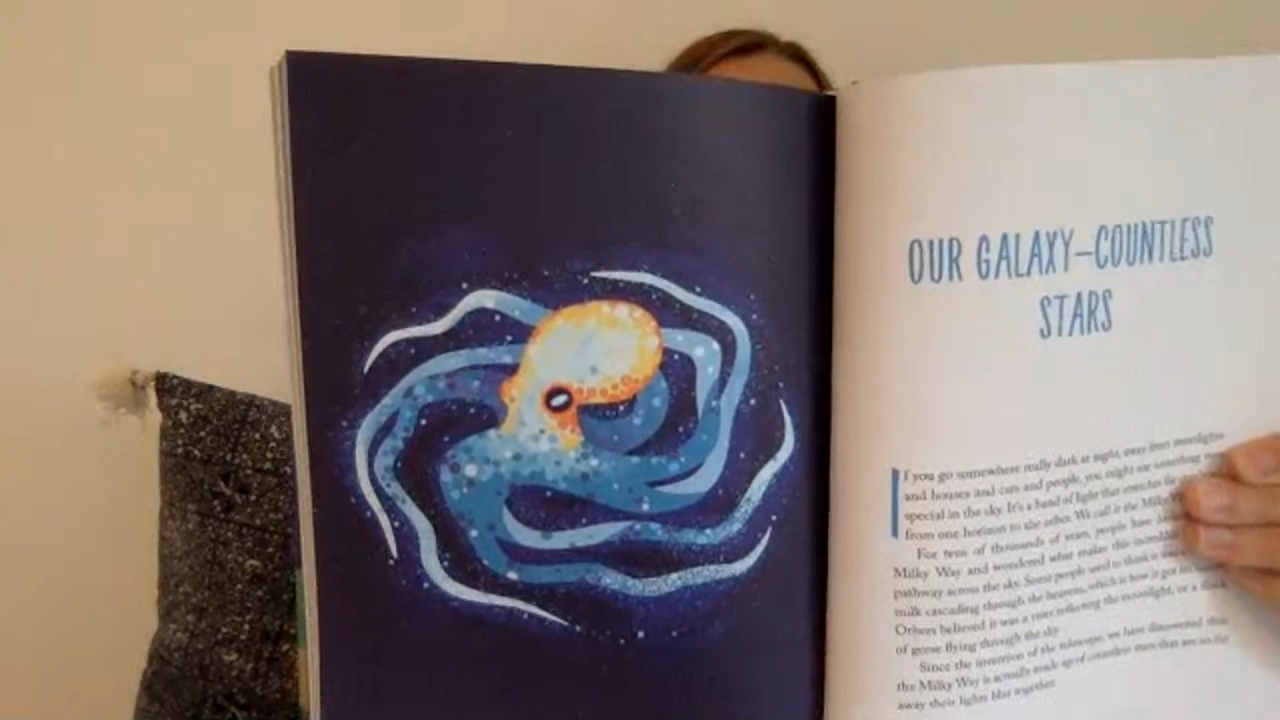 OUR GALAXY–COUNTLESS
STARS
If you go somewhere really dark at night, away from streetlights
and houses and cars and people, you might see something
special in the sky. It's a band of light that stretches
from one horizon to the other. We call it the Milky
For tens of thousands of years, people have
Milky Way and wondered what makes this
pathway across the sky. Some people used to think it was
milk cascading through the heavens, which is how it got its
Others believed it was a river reflecting the moonlight, or a
of geese flying through the sky.
Since the invention of the telescope, we have discovered that
the Milky Way is actually made up of countless stars that are so far
away their lights blur together.